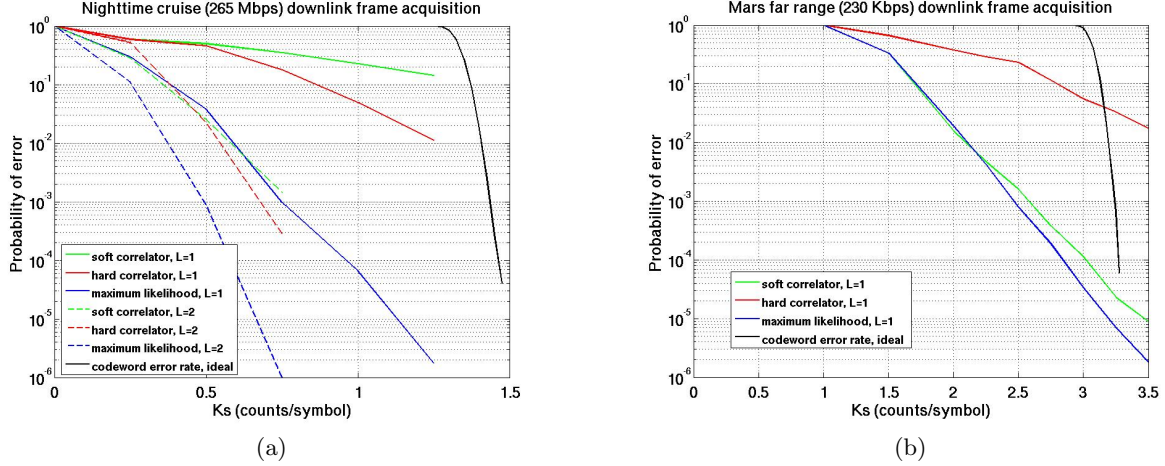 Nighttime cruise (265 Mbps) downlink frame acquisition
Probability of error
10^0
10^-1
10^-2
10^-3
10^-4
10^-5
10^-6
soft correlator, L=1
hard correlator, L=1
maximum likelihood, L=1
soft correlator, L=2
hard correlator, L=2
maximum likelihood, L=2
codeword error rate, ideal
0 0.5 1 1.5
Ks (counts/symbol)
(a)
Mars far range (230 Kbps) downlink frame acquisition
Probability of error
10^0
10^-1
10^-2
10^-3
10^-4
10^-5
10^-6
soft correlator, L=1
hard correlator, L=1
maximum likelihood, L=1
codeword error rate, ideal
0 0.5 1 1.5 2 2.5 3 3.5
Ks (counts/symbol)
(b)